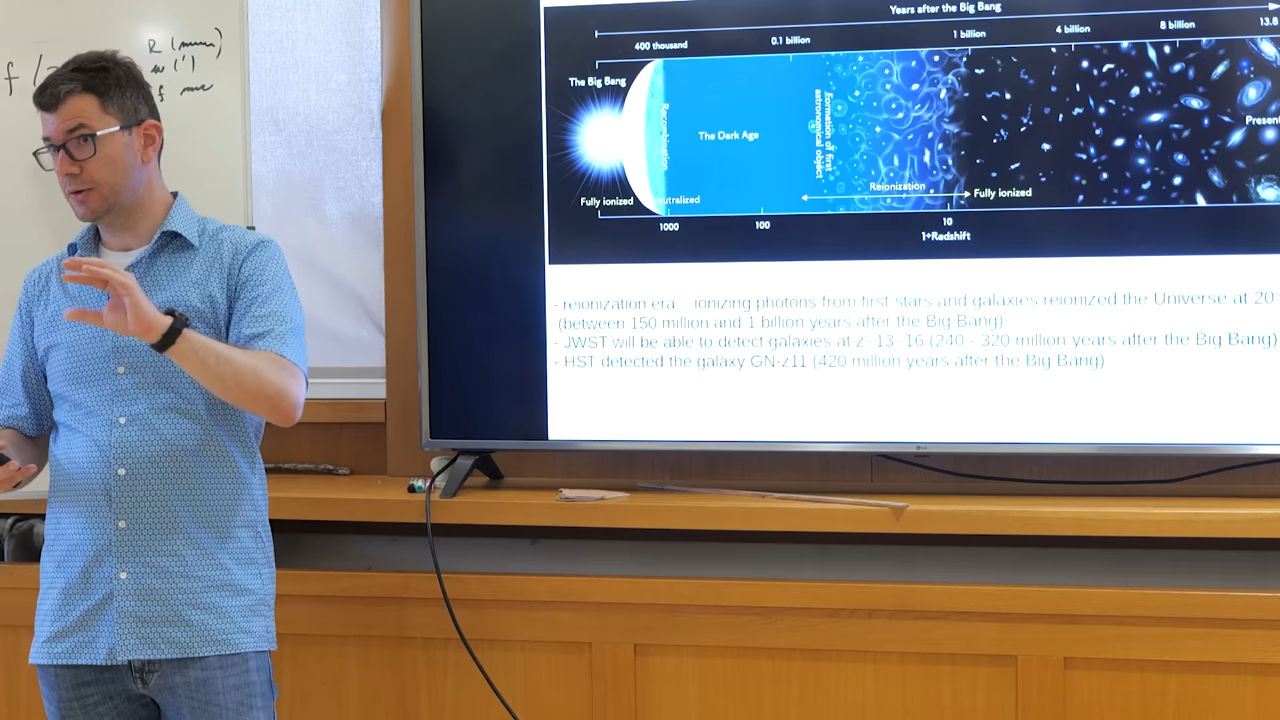 f
R (
Years after the Big Bang
400 thousand 0.1 billion 1 billion 4 billion 8 billion 13.8
The Big Bang
Recombination
The Dark Age
Formation of first
astronomical object
Present
Reionization
Fully ionized
Fully ionized
1000 100 10
1+Redshift
- reionization era ionizing photons from first stars and galaxies reionized the Universe at 20
(between 150 million and 1 billion years after the Big Bang)
- JWST will be able to detect galaxies at z~13-16 (240 - 320 million years after the Big Bang)
- HST detected the galaxy GN-z11 (420 million years after the Big Bang)
LG